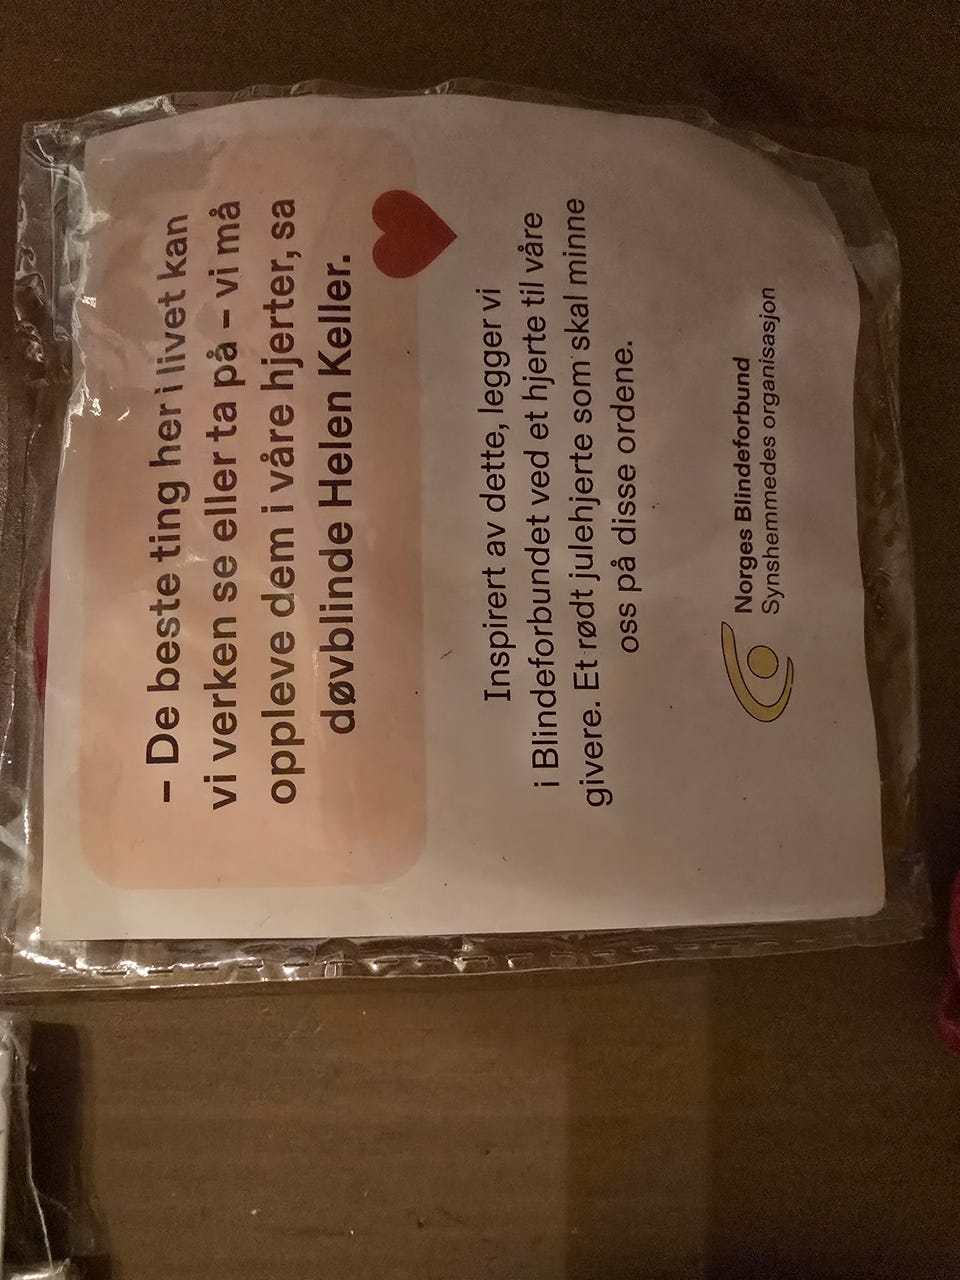 – De beste ting her i livet kan
vi verken se eller ta på – vi må
oppleve dem i våre hjerter, sa
døvblinde Helen Keller.
Inspirert av dette, legger vi
i Blindeforbundet ved et hjerte til våre
givere. Et rødt julehjerte som skal minne
oss på disse ordene.
Norges Blindeforbund
Synshemmedes organisasjon